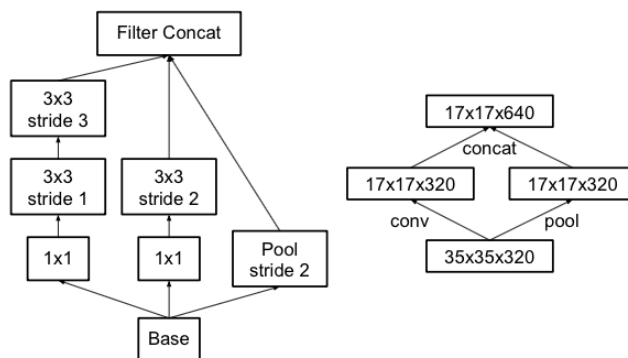 Filter Concat
3x3
stride 3
3x3
stride 1
3x3
stride 2
1x1
1x1
Pool
stride 2
Base
17x17x640
concat
17x17x320
17x17x320
conv
pool
35x35x320